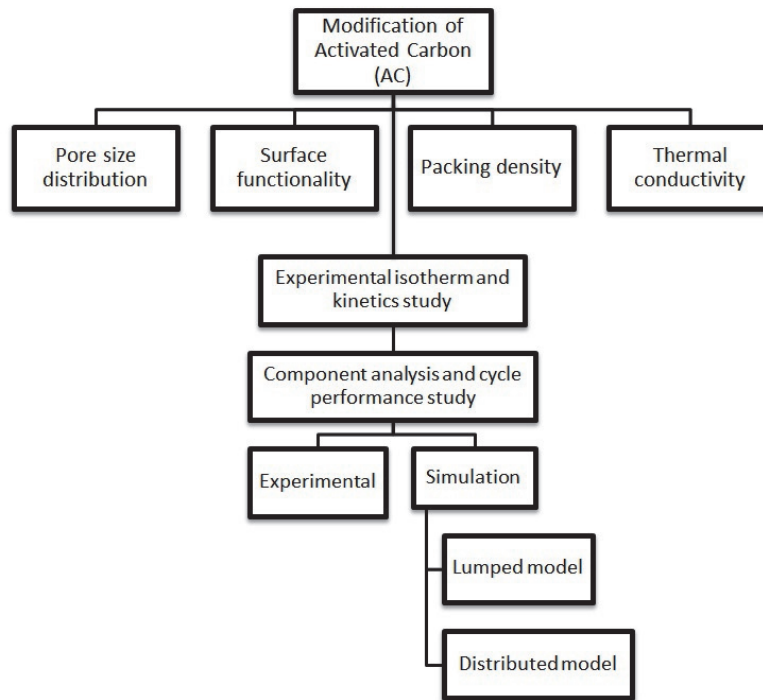 Modification of
Activated Carbon
(AC)
Pore size
distribution
Surface
functionality
Packing density
Thermal
conductivity
Experimental isotherm and
kinetics study
Component analysis and cycle
performance study
Experimental
Simulation
Lumped model
Distributed model